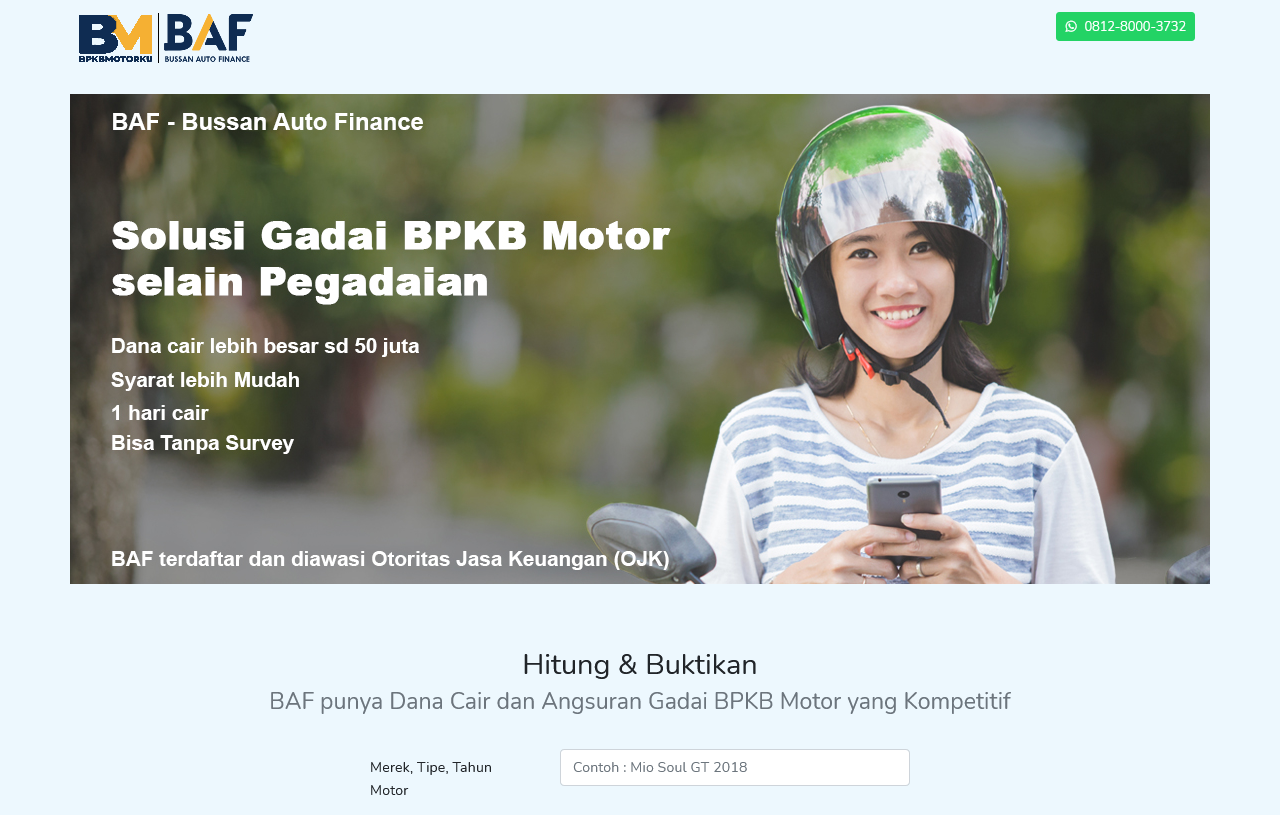 BM BAF
BPKBMOTORKU BUSSAN AUTO FINANCE
0812-8000-3732
BAF - Bussan Auto Finance
Solusi Gadai BPKB Motor
selain Pegadaian
Dana cair lebih besar sd 50 juta
Syarat lebih Mudah
1 hari cair
Bisa Tanpa Survey
BAF terdaftar dan diawasi Otoritas Jasa Keuangan (OJK)
Hitung & Buktikan
BAF punya Dana Cair dan Angsuran Gadai BPKB Motor yang Kompetitif
Merek, Tipe, Tahun
Motor
Contoh : Mio Soul GT 2018